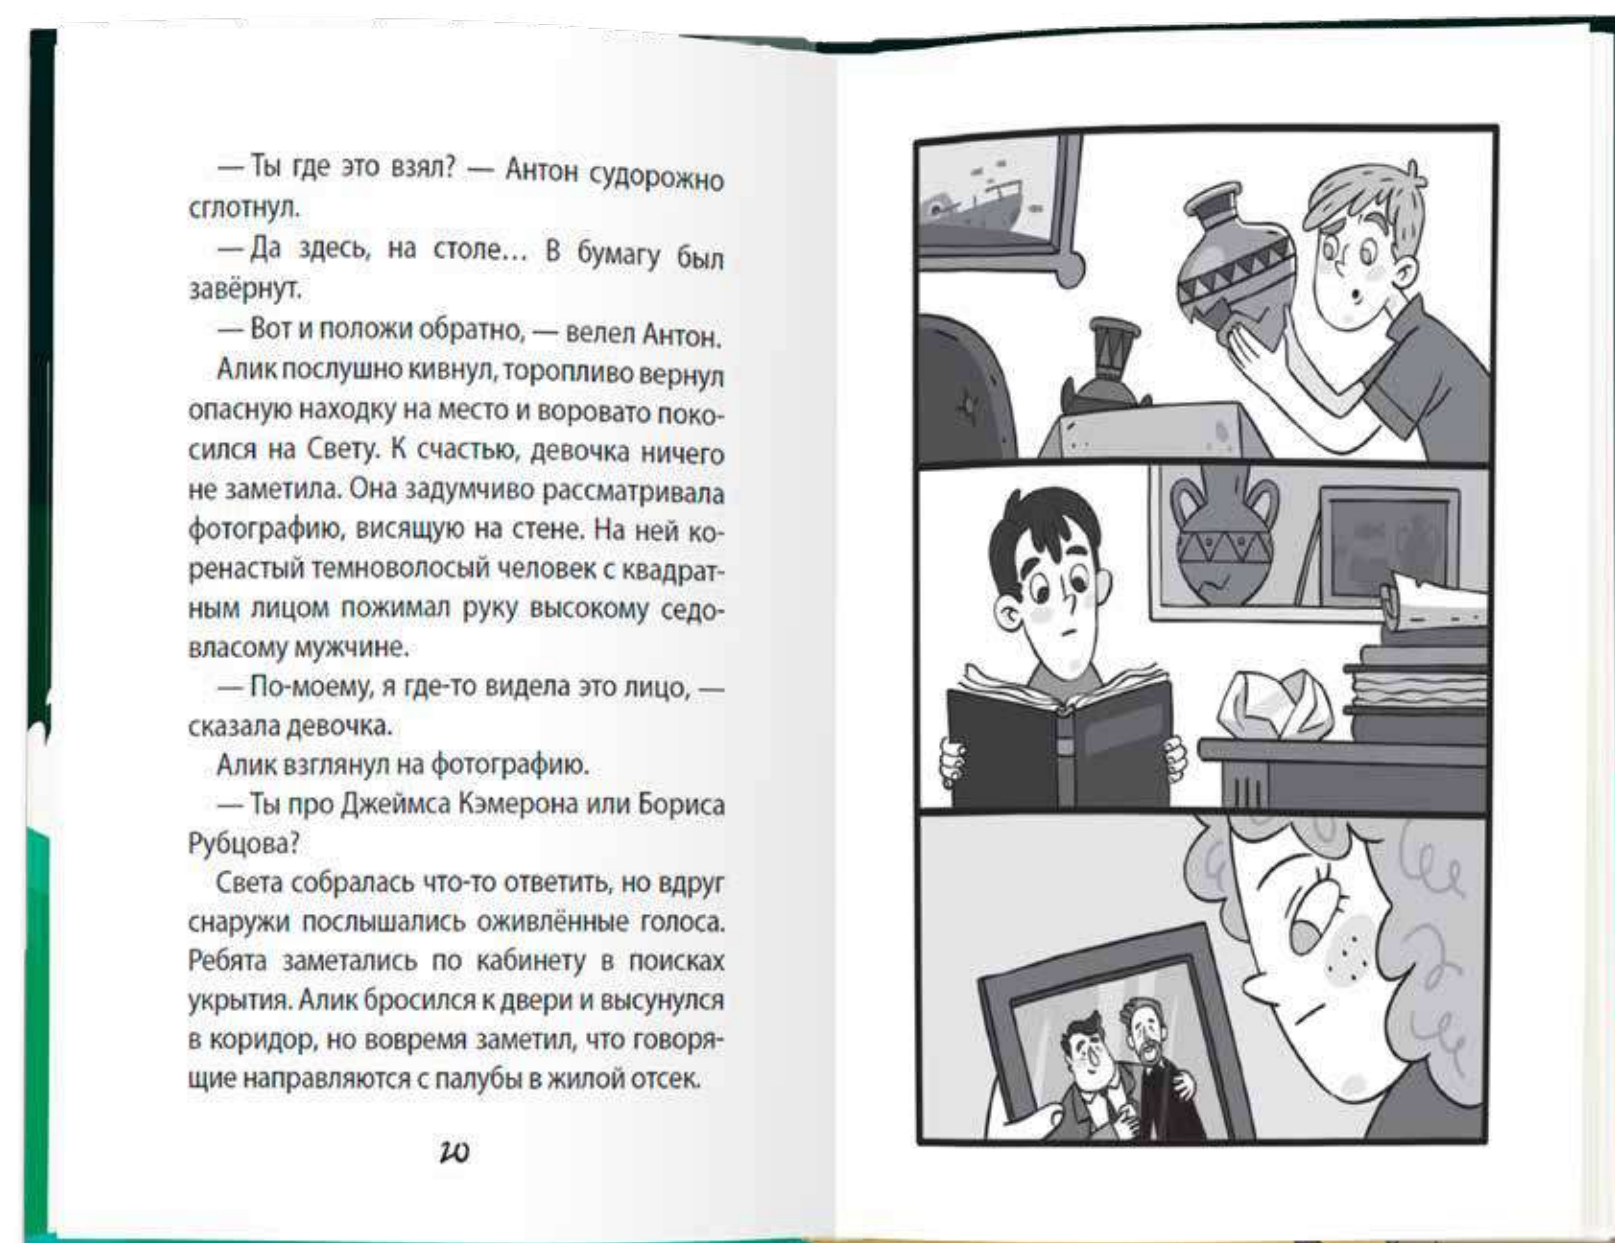 — Ты где это взял? — Антон судорожно
сглотнул.
— Да здесь, на столе... В бумагу был
завёрнут.
— Вот и положи обратно, — велел Антон.
Алик послушно кивнул, торопливо вернул
опасную находку на место и воровато поко-
сился на Свету. К счастью, девочка ничего
не заметила. Она задумчиво рассматривала
фотографию, висящую на стене. На ней ко-
ренастый темноволосый человек с квадрат-
ным лицом пожимал руку высокому седо-
власому мужчине.
— По-моему, я где-то видела это лицо, —
сказала девочка.
Алик взглянул на фотографию.
— Ты про Джеймса Кэмерона или Бориса
Рубцова?
Света собралась что-то ответить, но вдруг
снаружи послышались оживлённые голоса.
Ребята заметались по кабинету в поисках
укрытия. Алик бросился к двери и высунулся
в коридор, но вовремя заметил, что говоря-
щие направляются с палубы в жилой отсек.
20